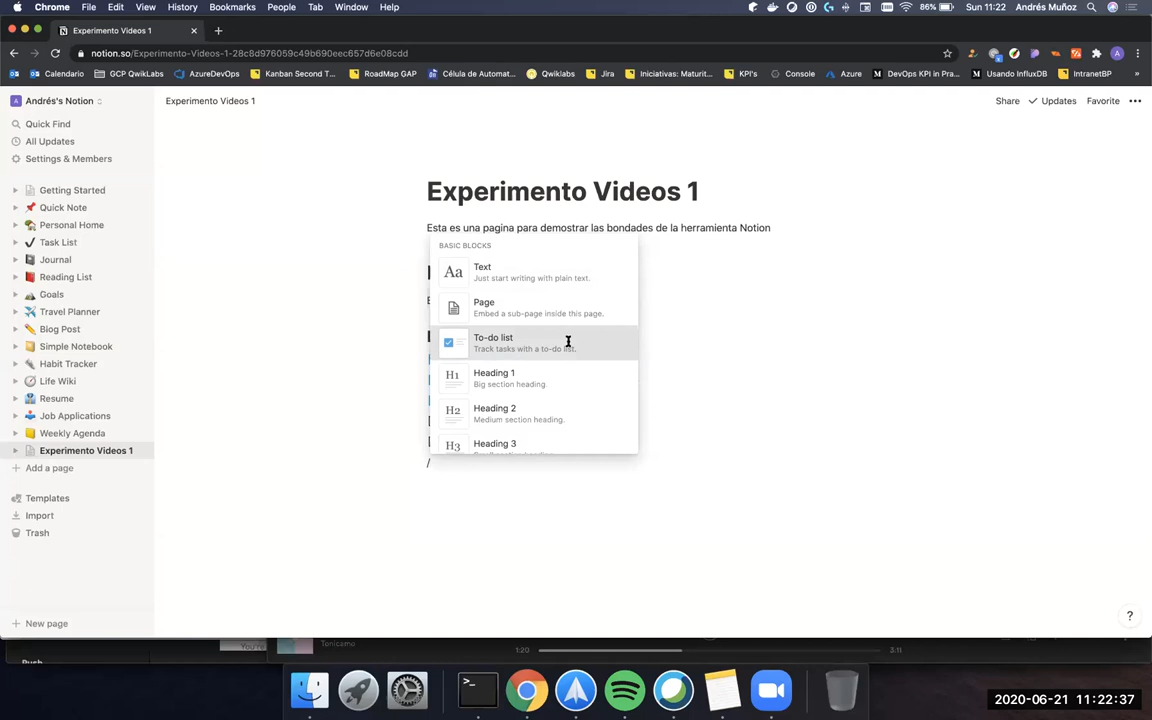 Chrome File Edit View History Bookmarks People Tab Window Help 86% Sun 11:22 Andrés Muñoz
Experimento Videos 1
notion.so/Experimento-Videos-1-28c8d976059c49b690eec657d6e08cdd
Calendario GCP QwikLabs AzureDevOps Kanban Second T... RoadMap GAP Célula de Automat... Qwiklabs Jira Iniciativas: Maturit... KPI's Console Azure DevOps KPI in Pra... Usando InfluxDB IntranetBP »
Andrés's Notion
Experimento Videos 1
Share Updates Favorite
Quick Find
All Updates
Settings & Members
Getting Started
Quick Note
Personal Home
Task List
Journal
Reading List
Goals
Travel Planner
Blog Post
Simple Notebook
Habit Tracker
Life Wiki
Resume
Job Applications
Weekly Agenda
Experimento Videos 1
Add a page
Templates
Import
Trash
New page
Experimento Videos 1
Esta es una pagina para demostrar las bondades de la herramienta Notion
BASIC BLOCKS
Text
Just start writing with plain text.
Page
Embed a sub-page inside this page.
To-do list
Track tasks with a to-do list.
Heading 1
Big section heading.
Heading 2
Medium section heading.
Heading 3
/
?
You're
Push
1:20
3:11
2020-06-21 11:22:37